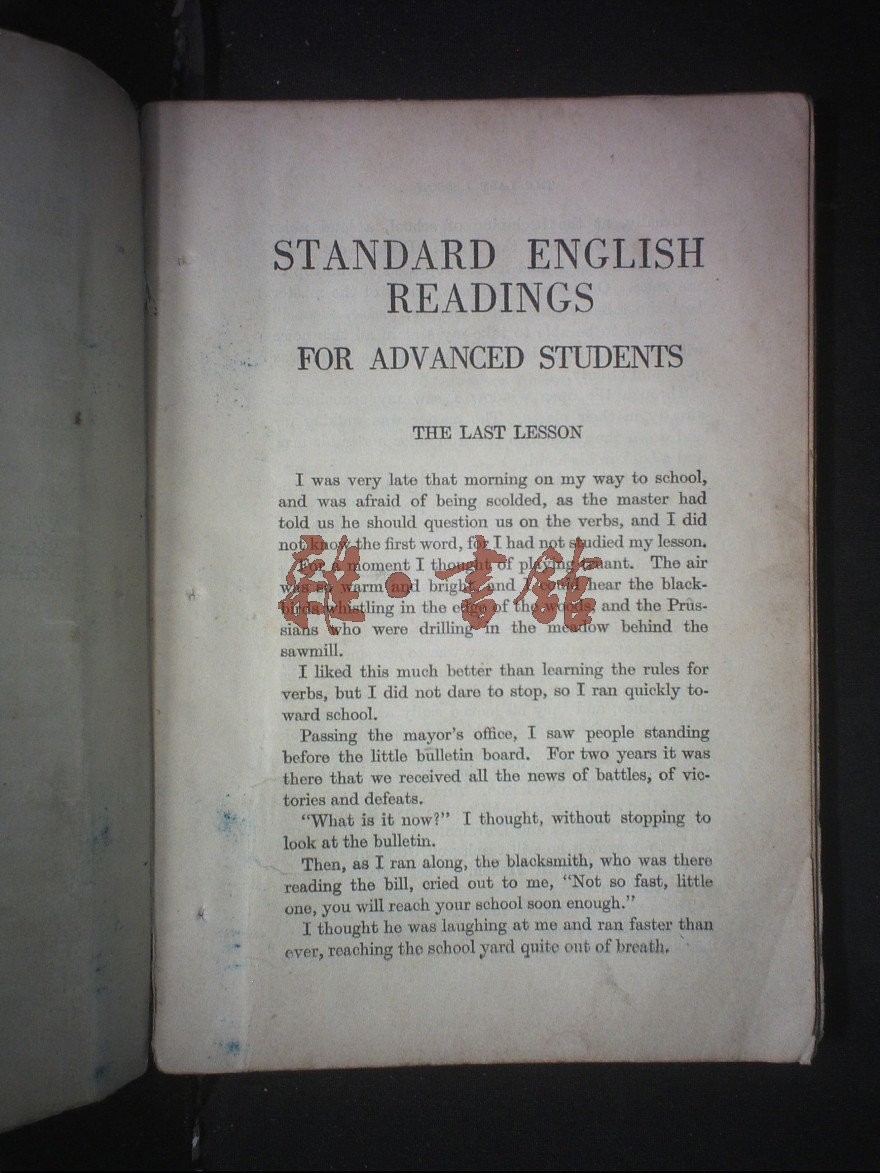 STANDARD ENGLISH
READINGS
FOR ADVANCED STUDENTS
THE LAST LESSON
I was very late that morning on my way to school,
and was afraid of being scolded, as the master had
told us he should question us on the verbs, and I did
not know the first word, for I had not studied my lesson.
For a moment I thought of playing truant. The air
was so warm and bright, and I could hear the black-
birds whistling in the edge of the woods, and the Prus-
sians who were drilling in the meadow behind the
sawmill.
I liked this much better than learning the rules for
verbs, but I did not dare to stop, so I ran quickly to-
ward school.
Passing the mayor's office, I saw people standing
before the little bulletin board. For two years it was
there that we received all the news of battles, of vic-
tories and defeats.
"What is it now?" I thought, without stopping to
look at the bulletin.
Then, as I ran along, the blacksmith, who was there
reading the bill, cried out to me, "Not so fast, little
one, you will reach your school soon enough."
I thought he was laughing at me and ran faster than
ever, reaching the school yard quite out of breath.
雜·書館